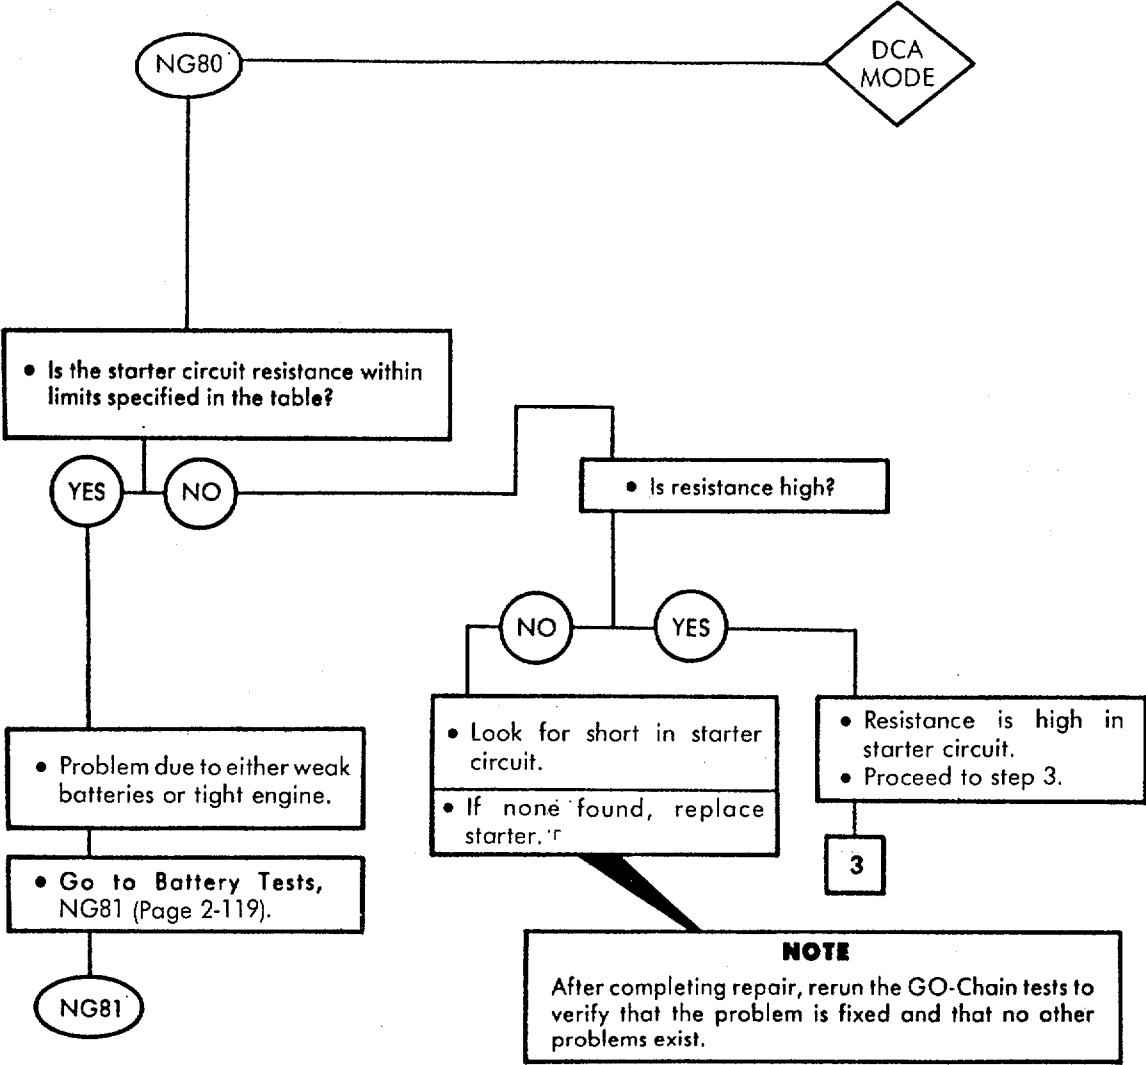 NG80
DCA
MODE
• Is the starter circuit resistance within
limits specified in the table?
YES
NO
• Is resistance high?
NO
YES
• Problem due to either weak
batteries or tight engine.
• Go to Battery Tests,
NG81 (Page 2-119).
NG81
• Look for short in starter
circuit.
• If none found, replace
starter.
• Resistance is high in
starter circuit.
• Proceed to step 3.
3
NOTE
After completing repair, rerun the GO-Chain tests to
verify that the problem is fixed and that no other
problems exist.